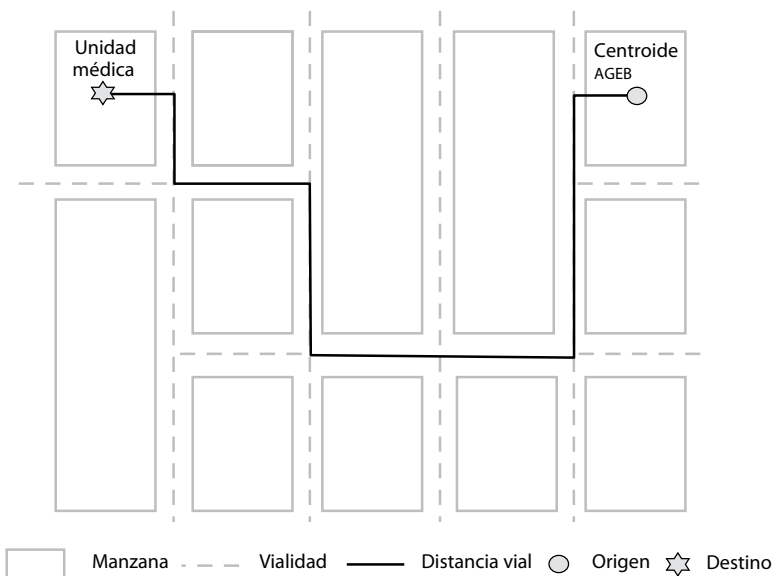 Unidad
médica
Centroide
AGEB
Manzana Vialidad Distancia vial Origen Destino